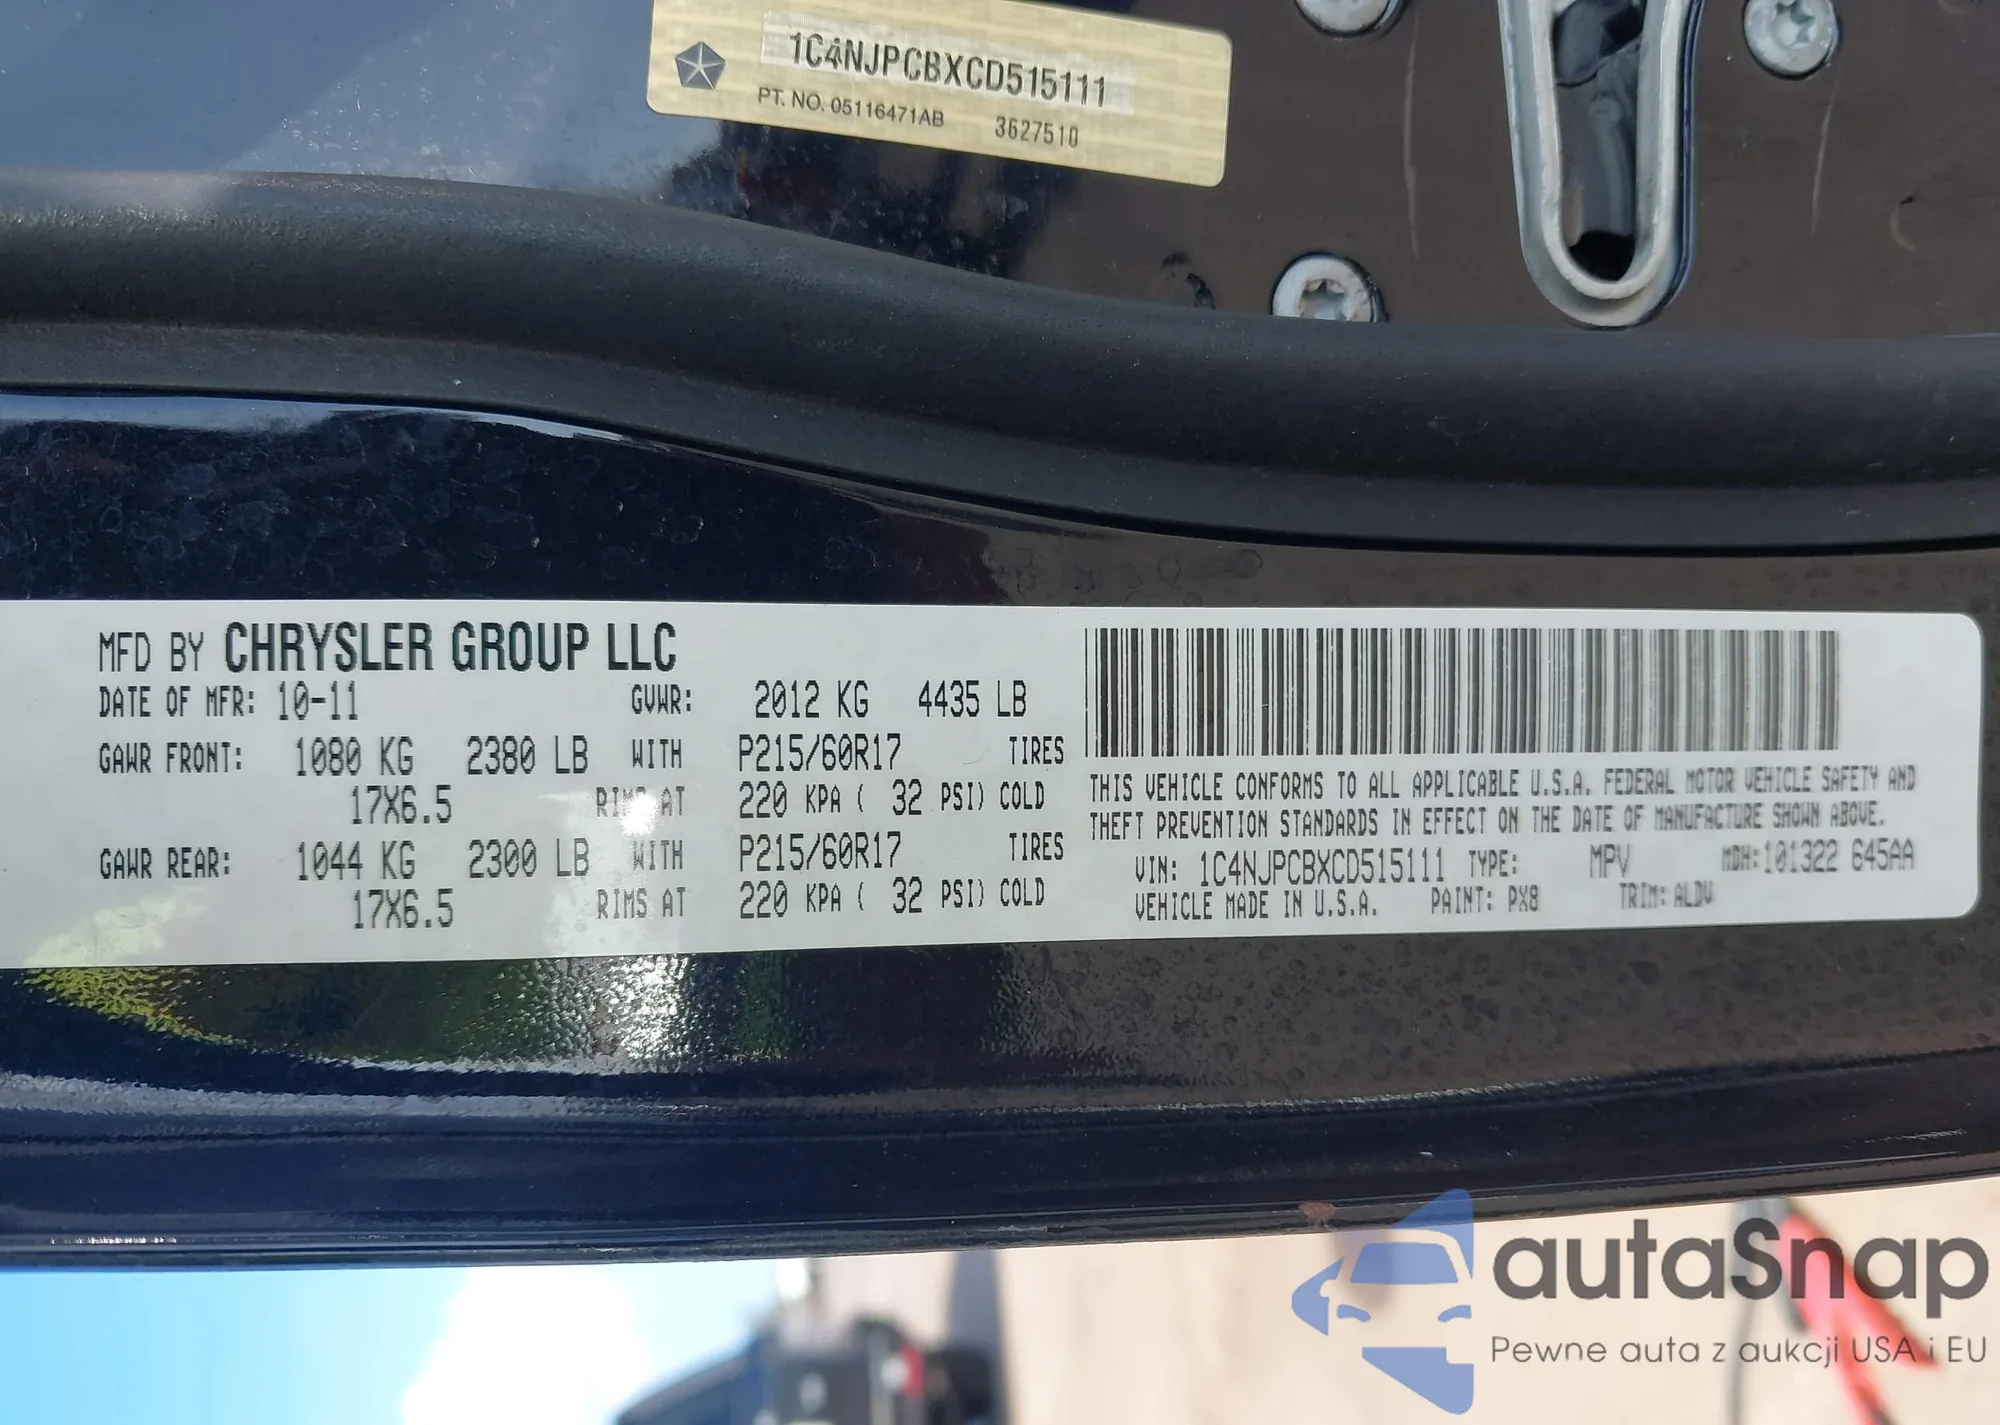 1C4NJPCBXCD515111
PT. NO. 05116471AB 3627510
MFD BY CHRYSLER GROUP LLC
DATE OF MFR: 10-11 GVWR: 2012 KG 4435 LB
GAWR FRONT: 1080 KG 2380 LB WITH P215/60R17 TIRES
17X6.5 RIMS AT 220 KPA ( 32 PSI) COLD
GAWR REAR: 1044 KG 2300 LB WITH P215/60R17 TIRES
17X6.5 RIMS AT 220 KPA ( 32 PSI) COLD
THIS VEHICLE CONFORMS TO ALL APPLICABLE U.S.A. FEDERAL MOTOR VEHICLE SAFETY AND
THEFT PREVENTION STANDARDS IN EFFECT ON THE DATE OF MANUFACTURE SHOWN ABOVE.
VIN: 1C4NJPCBXCD515111 TYPE: MPV MDH:101322 645AA
VEHICLE MADE IN U.S.A. PAINT: PX8 TRIM: ALDV
autaSnap
Pewne auta z aukcji USA i EU